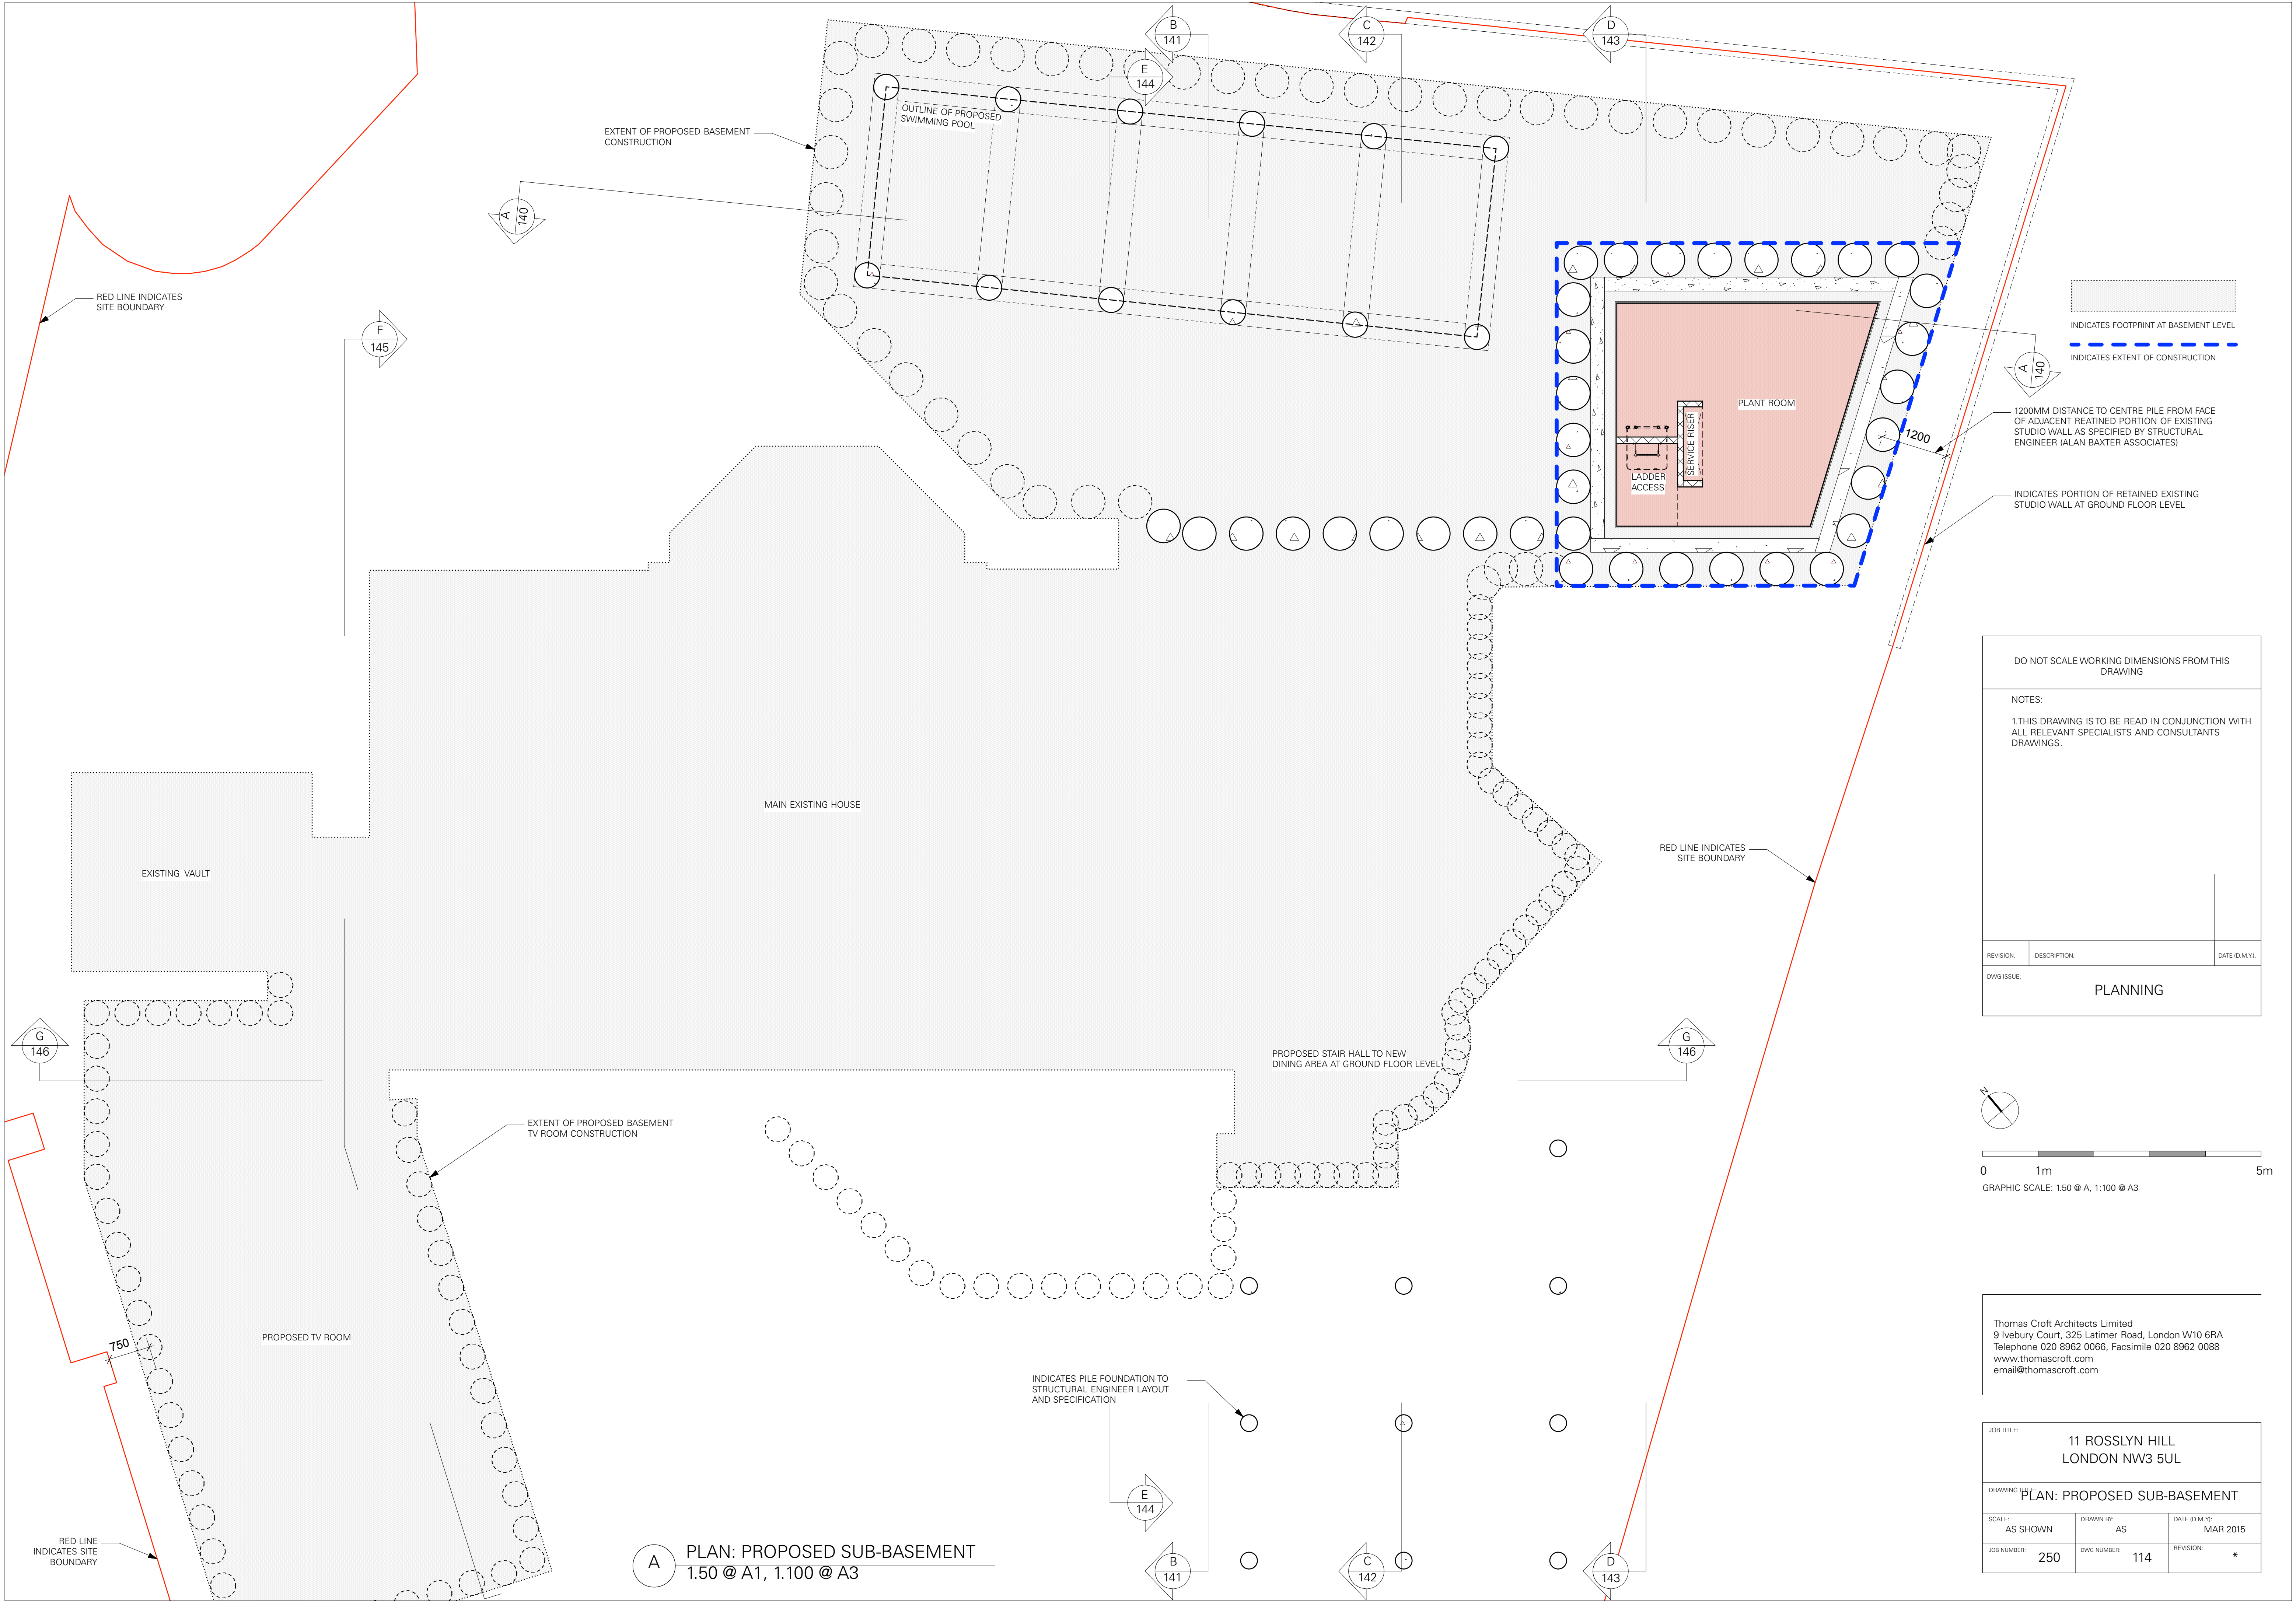 B
141
C
142
D
143
E
144
OUTLINE OF PROPOSED
SWIMMING POOL
EXTENT OF PROPOSED BASEMENT
CONSTRUCTION
A
140
RED LINE INDICATES
SITE BOUNDARY
F
145
INDICATES FOOTPRINT AT BASEMENT LEVEL
INDICATES EXTENT OF CONSTRUCTION
A
140
PLANT ROOM
SERVICE RISER
LADDER
ACCESS
1200
1200MM DISTANCE TO CENTRE PILE FROM FACE
OF ADJACENT REATINED PORTION OF EXISTING
STUDIO WALL AS SPECIFIED BY STRUCTURAL
ENGINEER (ALAN BAXTER ASSOCIATES)
INDICATES PORTION OF RETAINED EXISTING
STUDIO WALL AT GROUND FLOOR LEVEL
DO NOT SCALE WORKING DIMENSIONS FROM THIS
DRAWING
NOTES:
1.THIS DRAWING IS TO BE READ IN CONJUNCTION WITH
ALL RELEVANT SPECIALISTS AND CONSULTANTS
DRAWINGS.
MAIN EXISTING HOUSE
EXISTING VAULT
RED LINE INDICATES
SITE BOUNDARY
REVISION.
DESCRIPTION.
DATE (D.M.Y.).
DWG ISSUE:
PLANNING
G
146
G
146
PROPOSED STAIR HALL TO NEW
DINING AREA AT GROUND FLOOR LEVEL
EXTENT OF PROPOSED BASEMENT
TV ROOM CONSTRUCTION
N
0
1m
5m
GRAPHIC SCALE: 1.50 @ A, 1:100 @ A3
PROPOSED TV ROOM
750
Thomas Croft Architects Limited
9 Ivebury Court, 325 Latimer Road, London W10 6RA
Telephone 020 8962 0066, Facsimile 020 8962 0088
www.thomascroft.com
email@thomascroft.com
INDICATES PILE FOUNDATION TO
STRUCTURAL ENGINEER LAYOUT
AND SPECIFICATION
JOB TITLE:
11 ROSSLYN HILL
LONDON NW3 5UL
DRAWING TITLE:
PLAN: PROPOSED SUB-BASEMENT
SCALE:
AS SHOWN
DRAWN BY:
AS
DATE (D.M.Y):
MAR 2015
JOB NUMBER:
250
DWG NUMBER:
114
REVISION:
*
E
144
RED LINE
INDICATES SITE
BOUNDARY
A
PLAN: PROPOSED SUB-BASEMENT
1.50 @ A1, 1.100 @ A3
B
141
C
142
D
143